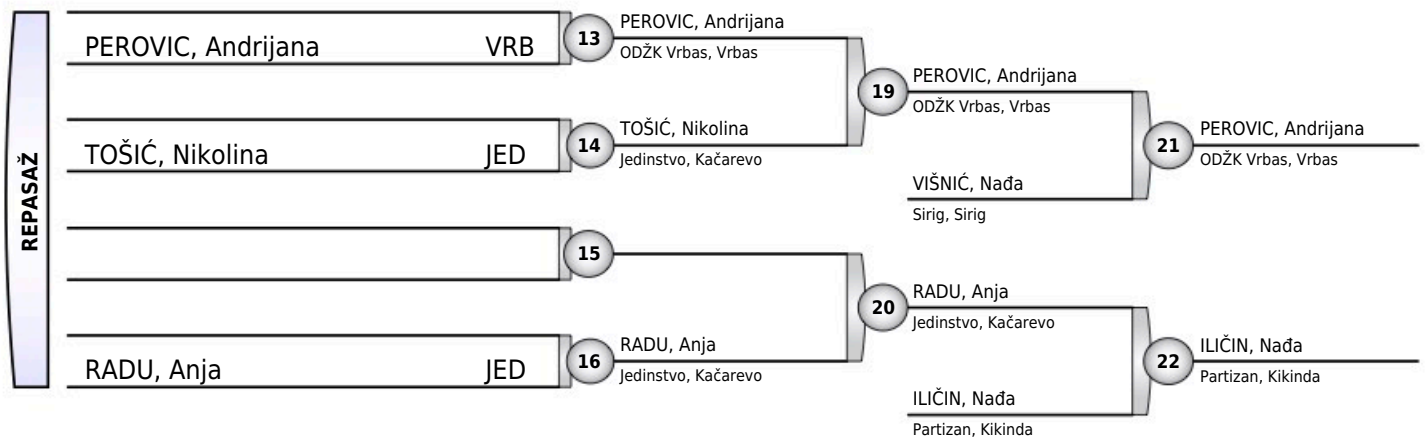 REPASAŽ
PEROVIC, Andrijana VRB
13
PEROVIC, Andrijana
ODŽK Vrbas, Vrbas
TOŠIĆ, Nikolina JED
14
TOŠIĆ, Nikolina
Jedinstvo, Kačarevo
15
RADU, Anja JED
16
RADU, Anja
Jedinstvo, Kačarevo
19
PEROVIC, Andrijana
ODŽK Vrbas, Vrbas
VIŠNIĆ, Nađa
Sirig, Sirig
20
RADU, Anja
Jedinstvo, Kačarevo
ILIČIN, Nađa
Partizan, Kikinda
21
PEROVIC, Andrijana
ODŽK Vrbas, Vrbas
22
ILIČIN, Nađa
Partizan, Kikinda